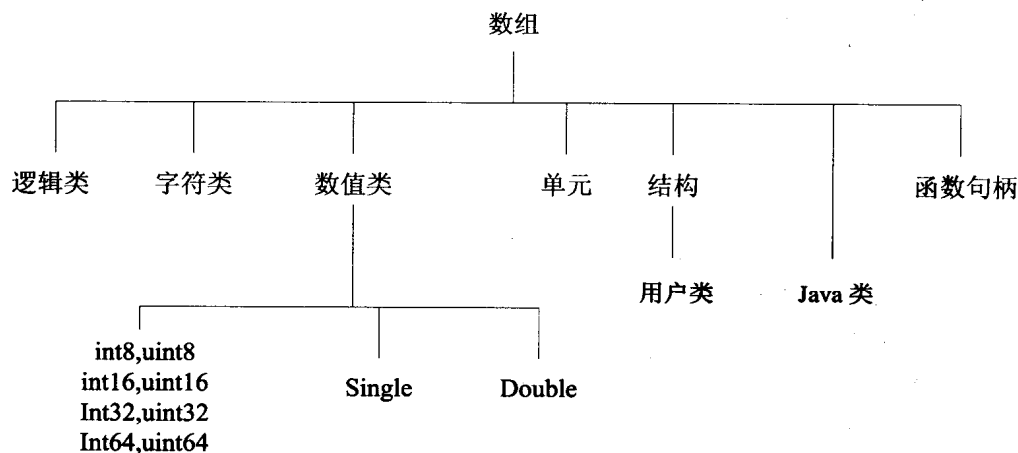 数组
逻辑类 字符类 数值类 单元 结构 函数句柄
用户类 Java 类
int8,uint8
int16,uint16
Int32,uint32
Int64,uint64
Single Double